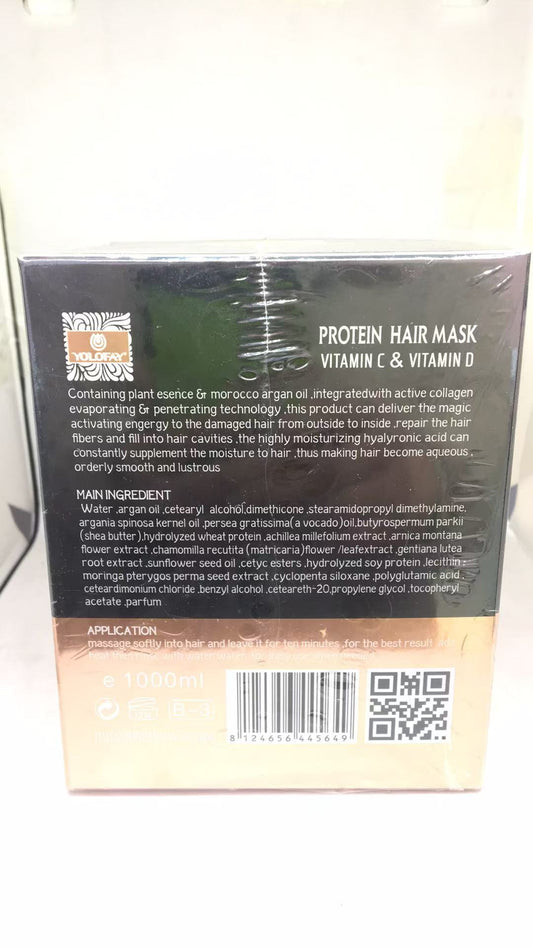 YOLOFAY
PROTEIN HAIR MASK
VITAMIN C & VITAMIN D
Containing plant esence & morocco argan oil ,integratedwith active collagen
evaporating & penetrating technology ,this product can deliver the magic
activating engergy to the damaged hair from outside to inside ,repair the hair
fibers and fill into hair cavities ,the highly moisturizing hyalyronic acid can
constantly supplement the moisture to hair ,thus making hair become aqueous ,
orderly smooth and lustrous
MAIN INGREDIENT
Water ,argan oil ,cetearyl alcohol,dimethicone ,stearamidopropyl dimethylamine,
argania spinosa kernel oil ,persea gratissima(a vocado)oil,butyrospermum parkii
(shea butter),hydrolyzed wheat protein ,achillea millefolium extract ,arnica montana
flower extract ,chamomilla recutita (matricaria)flower /leafextract ,gentiana lutea
root extract ,sunflower seed oil ,cetyc esters ,hydrolyzed soy protein ,lecithin ;
moringa pterygos perma seed extract ,cyclopenta siloxane ,polyglutamic acid ,
ceteardimonium chloride ,benzyl alcohol ,ceteareth-20,propylene glycol ,tocopheryl
acetate ,parfum
APPLICATION
massage softly into hair and leave it for ten minutes ,for the best result
with water
e 1000ml
B-3
8 124656 445649